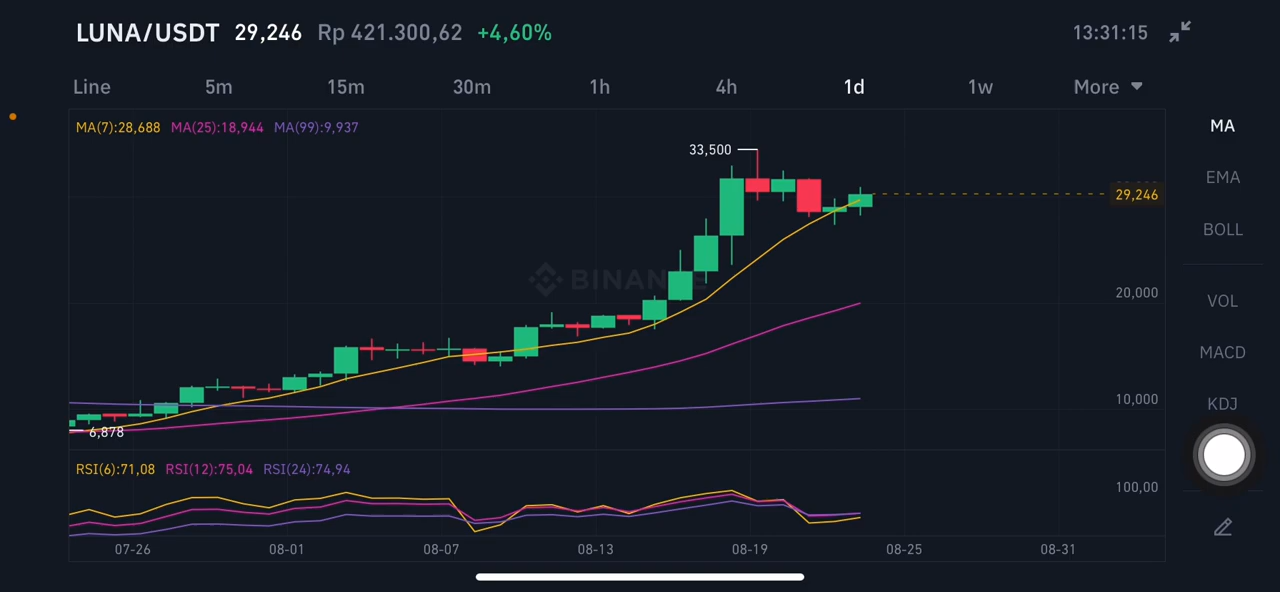 LUNA/USDT 29,246 Rp 421.300,62 +4,60% 13:31:15
Line 5m 15m 30m 1h 4h 1d 1w More
MA(7):28,688 MA(25):18,944 MA(99):9,937
MA
33,500
EMA
29,246
BOLL
BINANCE
20,000
VOL
MACD
10,000
KDJ
6,878
RSI(6):71,08 RSI(12):75,04 RSI(24):74,94
100,00
07-26 08-01 08-07 08-13 08-19 08-25 08-31